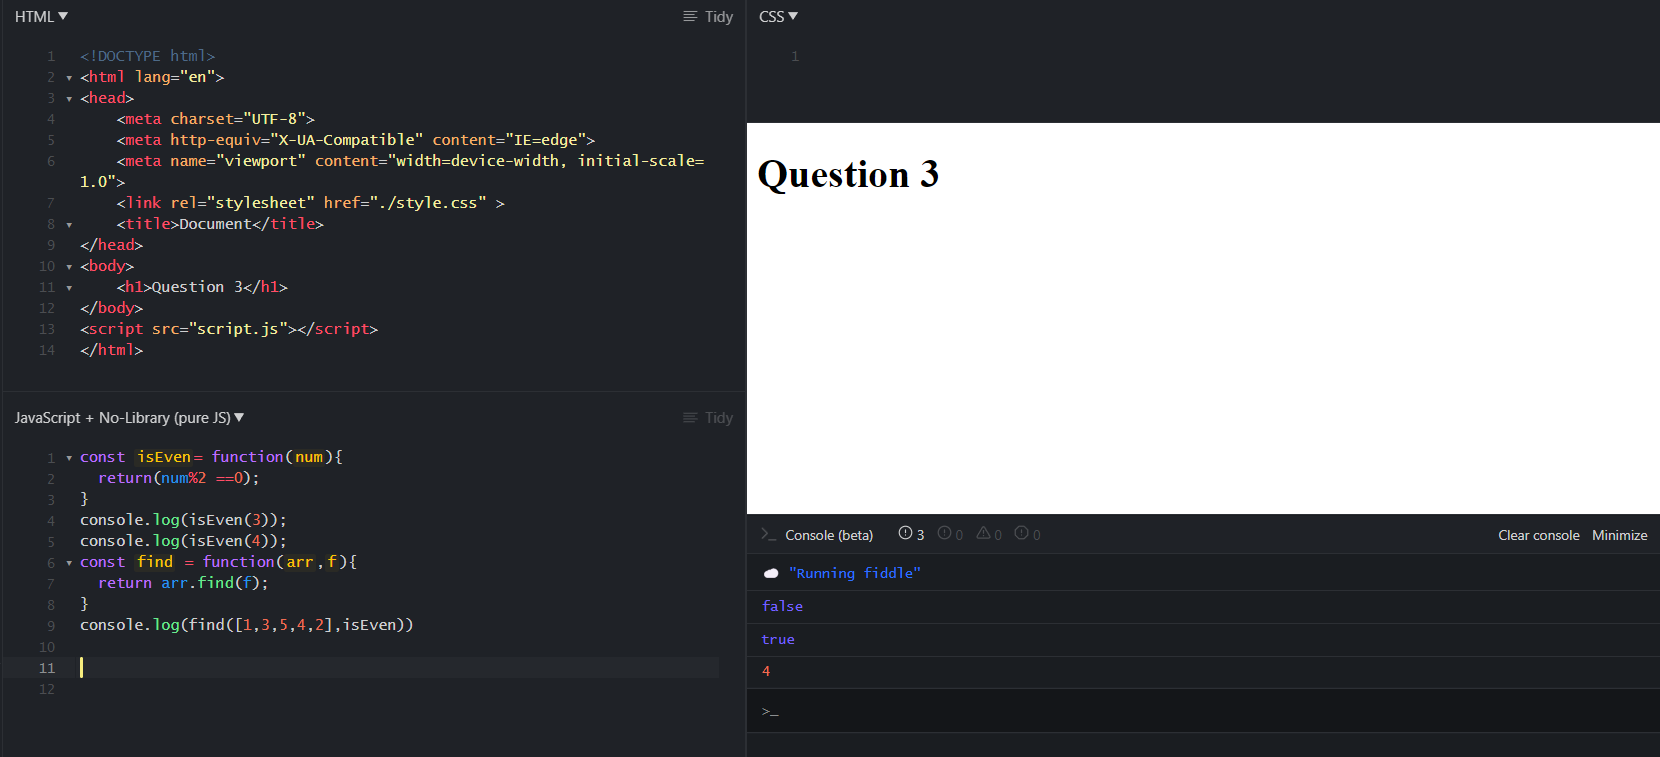 HTML▼ Tidy
1 <!DOCTYPE html>
2 <html lang="en">
3 <head>
4 <meta charset="UTF-8">
5 <meta http-equiv="X-UA-Compatible" content="IE=edge">
6 <meta name="viewport" content="width=device-width, initial-scale=
1.0">
7 <link rel="stylesheet" href="./style.css" >
8 <title>Document</title>
9 </head>
10 <body>
11 <h1>Question 3</h1>
12 </body>
13 <script src="script.js"></script>
14 </html>
JavaScript + No-Library (pure JS)▼ Tidy
1 const isEven= function(num){
2 return(num%2 ==0);
3 }
4 console.log(isEven(3));
5 console.log(isEven(4));
6 const find = function(arr,f){
7 return arr.find(f);
8 }
9 console.log(find([1,3,5,4,2],isEven))
10
11
12
CSS▼
1
Question 3
>_ Console (beta) 3 0 0 0 Clear console Minimize
"Running fiddle"
false
true
4
>_